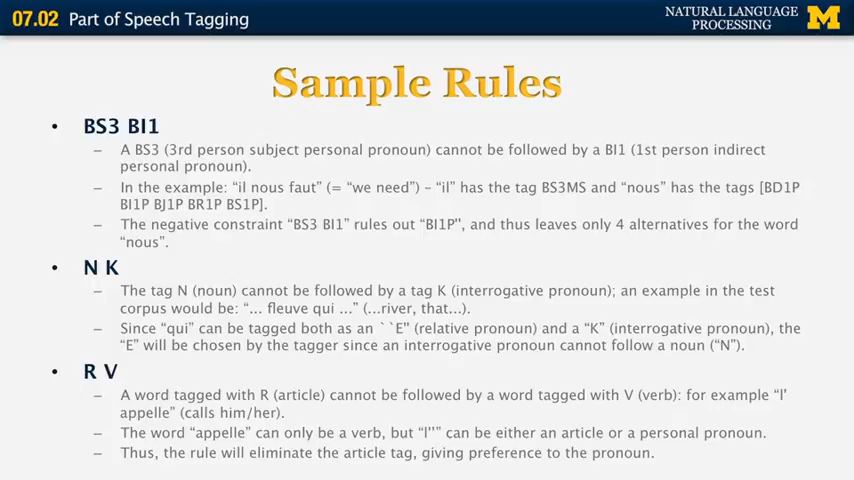 07.02 Part of Speech Tagging
NATURAL LANGUAGE
PROCESSING
M
Sample Rules
• BS3 BI1
– A BS3 (3rd person subject personal pronoun) cannot be followed by a BI1 (1st person indirect
personal pronoun).
– In the example: “il nous faut” (= “we need”) – “il” has the tag BS3MS and “nous” has the tags [BD1P
BI1P BJ1P BR1P BS1P].
– The negative constraint “BS3 BI1” rules out “BI1P”, and thus leaves only 4 alternatives for the word
“nous”.
• N K
– The tag N (noun) cannot be followed by a tag K (interrogative pronoun); an example in the test
corpus would be: “... fleuve qui ...” (...river, that...).
– Since “qui” can be tagged both as an ``E” (relative pronoun) and a “K” (interrogative pronoun), the
“E” will be chosen by the tagger since an interrogative pronoun cannot follow a noun (“N”).
• R V
– A word tagged with R (article) cannot be followed by a word tagged with V (verb): for example “l'
appelle” (calls him/her).
– The word “appelle” can only be a verb, but “l'” can be either an article or a personal pronoun.
– Thus, the rule will eliminate the article tag, giving preference to the pronoun.